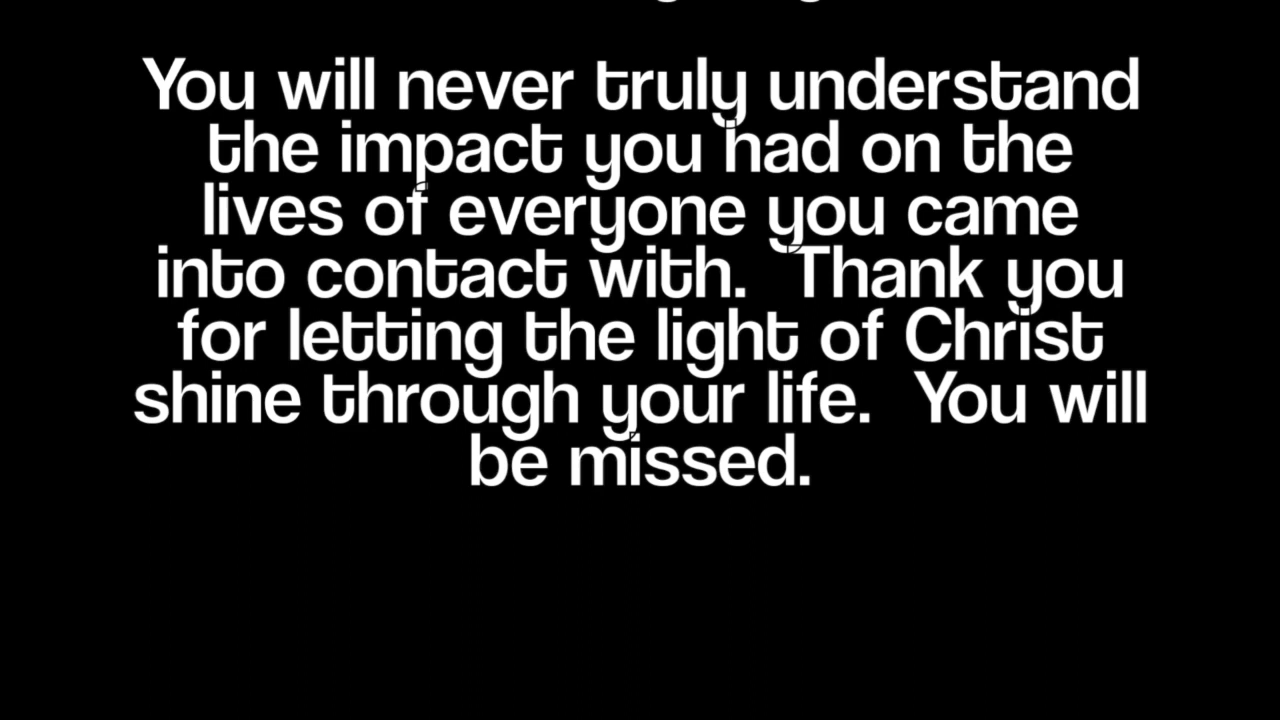 You will never truly understand
the impact you had on the
lives of everyone you came
into contact with.  Thank you
for letting the light of Christ
shine through your life.  You will
be missed.